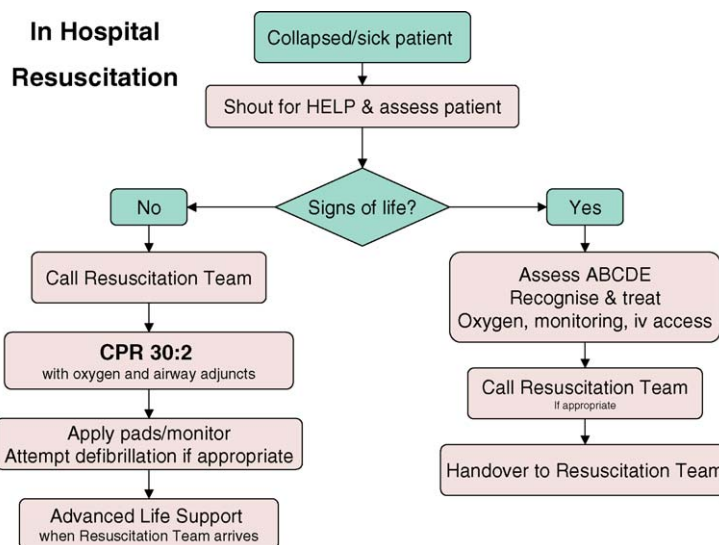 In Hospital
Resuscitation
Collapsed/sick patient
Shout for HELP & assess patient
Signs of life?
No
Yes
Call Resuscitation Team
CPR 30:2
with oxygen and airway adjuncts
Apply pads/monitor
Attempt defibrillation if appropriate
Advanced Life Support
when Resuscitation Team arrives
Assess ABCDE
Recognise & treat
Oxygen, monitoring, iv access
Call Resuscitation Team
If appropriate
Handover to Resuscitation Team